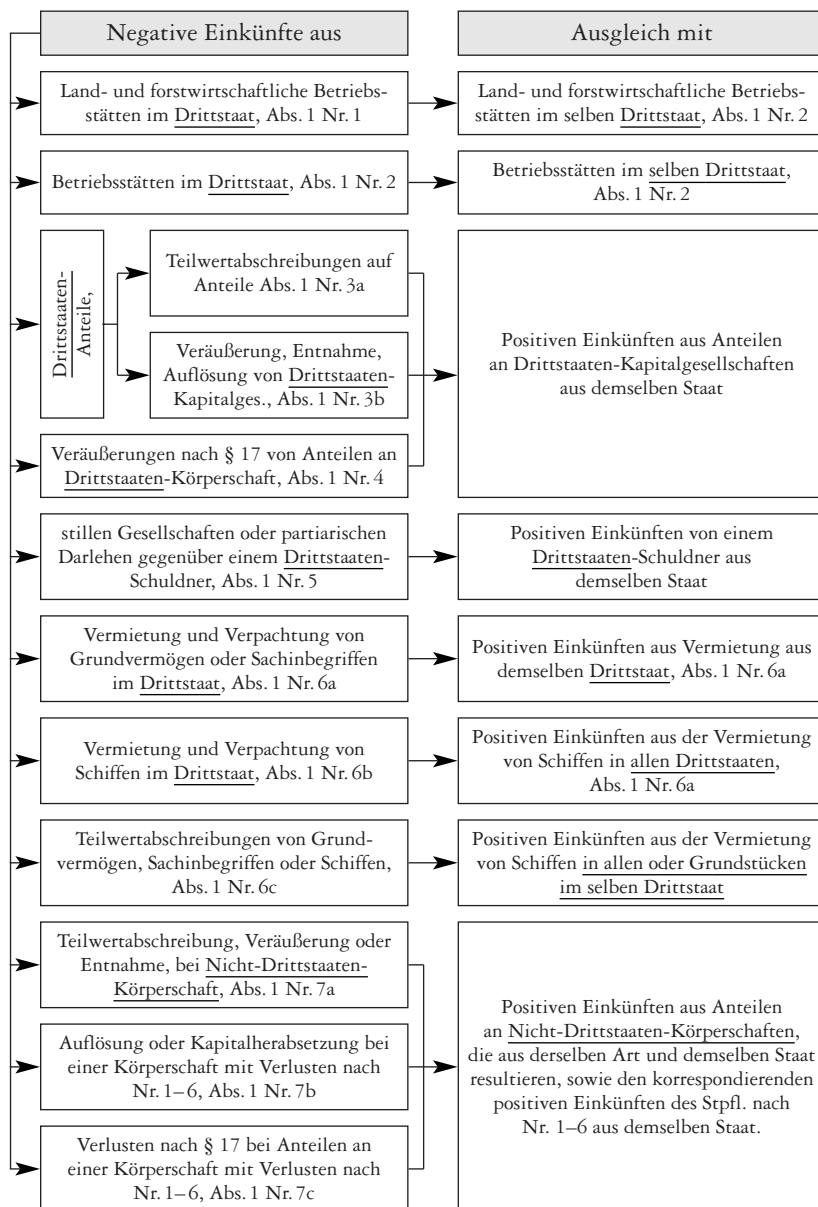 Negative Einkünfte aus
Ausgleich mit
Land- und forstwirtschaftliche Betriebs-
stätten im Drittstaat, Abs. 1 Nr. 1
Land- und forstwirtschaftliche Betriebs-
stätten im selben Drittstaat, Abs. 1 Nr. 2
Betriebsstätten im Drittstaat, Abs. 1 Nr. 2
Betriebsstätten im selben Drittstaat,
Abs. 1 Nr. 2
Drittstaaten-
Anteile,
Teilwertabschreibungen auf
Anteile Abs. 1 Nr. 3a
Veräußerung, Entnahme,
Auflösung von Drittstaaten-
Kapitalges., Abs. 1 Nr. 3b
Veräußerungen nach § 17 von Anteilen an
Drittstaaten-Körperschaft, Abs. 1 Nr. 4
Positiven Einkünften aus Anteilen
an Drittstaaten-Kapitalgesellschaften
aus demselben Staat
stillen Gesellschaften oder partiarischen
Darlehen gegenüber einem Drittstaaten-
Schuldner, Abs. 1 Nr. 5
Positiven Einkünften von einem
Drittstaaten-Schuldner aus
demselben Staat
Vermietung und Verpachtung von
Grundvermögen oder Sachinbegriffen
im Drittstaat, Abs. 1 Nr. 6a
Positiven Einkünften aus Vermietung aus
demselben Drittstaat, Abs. 1 Nr. 6a
Vermietung und Verpachtung von
Schiffen im Drittstaat, Abs. 1 Nr. 6b
Positiven Einkünften aus der Vermietung
von Schiffen in allen Drittstaaten,
Abs. 1 Nr. 6a
Teilwertabschreibungen von Grund-
vermögen, Sachinbegriffen oder Schiffen,
Abs. 1 Nr. 6c
Positiven Einkünften aus der Vermietung
von Schiffen in allen oder Grundstücken
im selben Drittstaat
Teilwertabschreibung, Veräußerung oder
Entnahme, bei Nicht-Drittstaaten-
Körperschaft, Abs. 1 Nr. 7a
Auflösung oder Kapitalherabsetzung bei
einer Körperschaft mit Verlusten nach
Nr. 1–6, Abs. 1 Nr. 7b
Verlusten nach § 17 bei Anteilen an
einer Körperschaft mit Verlusten nach
Nr. 1–6, Abs. 1 Nr. 7c
Positiven Einkünften aus Anteilen
an Nicht-Drittstaaten-Körperschaften,
die aus derselben Art und demselben Staat
resultieren, sowie den korrespondierenden
positiven Einkünften des Stpfl. nach
Nr. 1–6 aus demselben Staat.